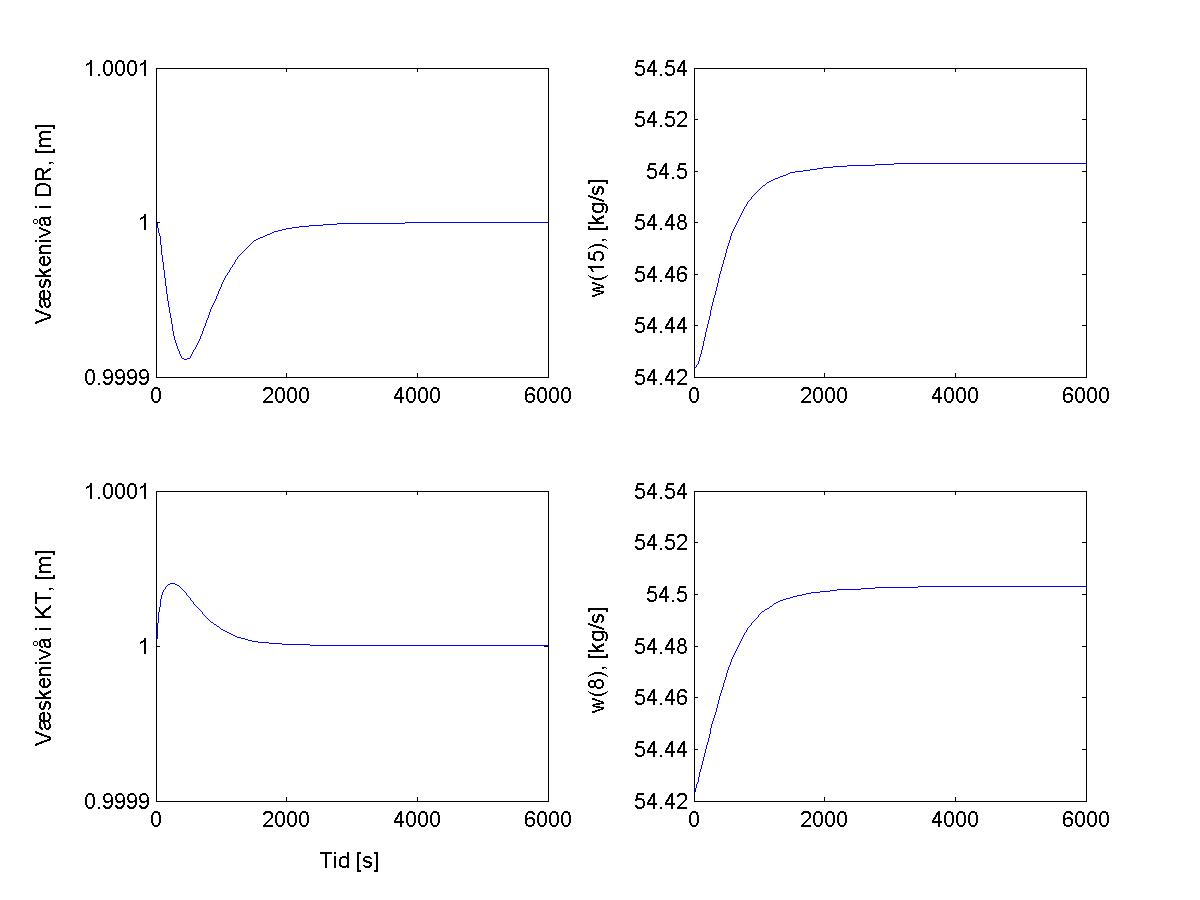 1.0001
1
0.9999
Væskenivå i DR, [m]
0 2000 4000 6000
54.54
54.52
54.5
54.48
54.46
54.44
54.42
w(15), [kg/s]
0 2000 4000 6000
1.0001
1
0.9999
Væskenivå i KT, [m]
0 2000 4000 6000
Tid [s]
54.54
54.52
54.5
54.48
54.46
54.44
54.42
w(8), [kg/s]
0 2000 4000 6000